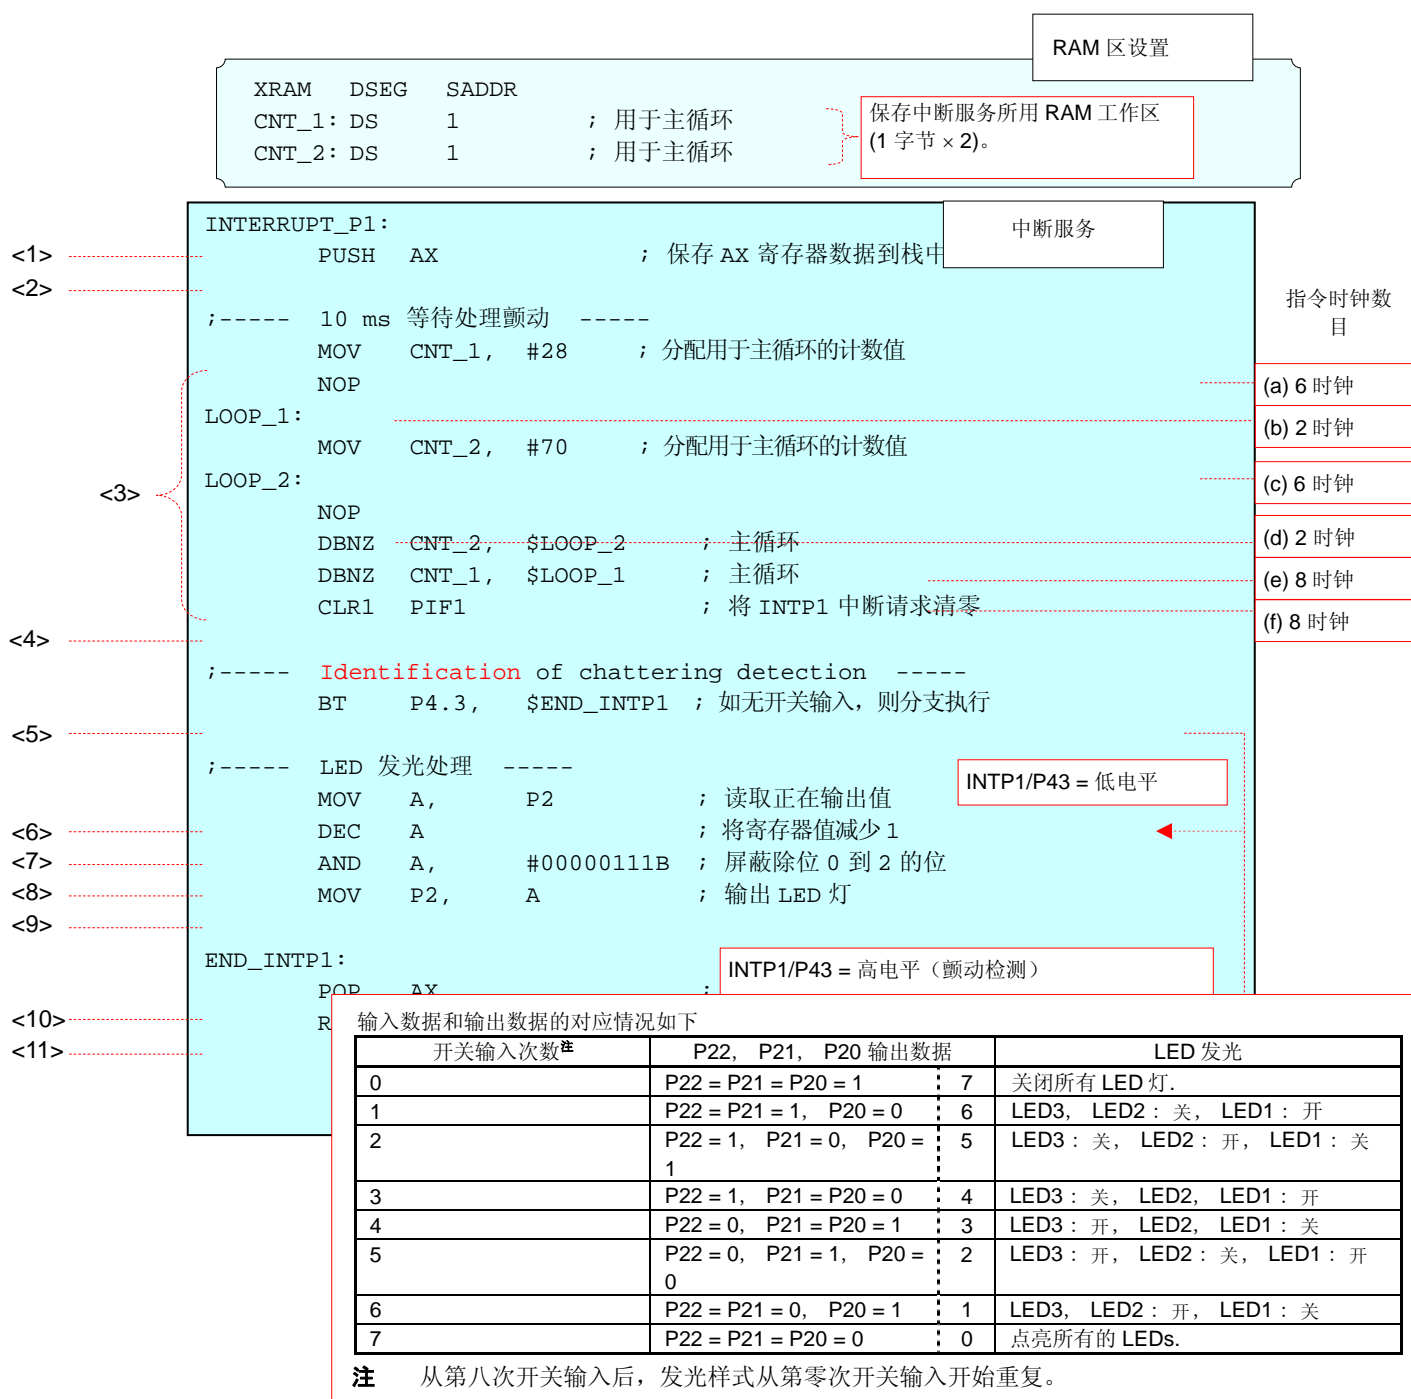 RAM 区设置
XRAM DSEG SADDR
CNT_1: DS 1 ; 用于主循环
CNT_2: DS 1 ; 用于主循环
保存中断服务所用 RAM 工作区
(1 字节 × 2)。
中断服务
INTERRUPT_P1:
<1> PUSH AX ; 保存 AX 寄存器数据到栈中
<2>
指令时钟数
目
;----- 10 ms 等待处理颤动 -----
MOV CNT_1, #28 ; 分配用于主循环的计数值
NOP
(a) 6 时钟
LOOP_1:
(b) 2 时钟
MOV CNT_2, #70 ; 分配用于主循环的计数值
LOOP_2:
(c) 6 时钟
<3>
NOP
DBNZ CNT_2, $LOOP_2 ; 主循环
(d) 2 时钟
DBNZ CNT_1, $LOOP_1 ; 主循环
(e) 8 时钟
CLR1 PIF1 ; 将 INTP1 中断请求清零
(f) 8 时钟
<4>
;----- Identification of chattering detection -----
BT P4.3, $END_INTP1 ; 如无开关输入，则分支执行
<5>
;----- LED 发光处理 -----
INTP1/P43 = 低电平
MOV A, P2 ; 读取正在输出值
<6> DEC A ; 将寄存器值减少 1
<7> AND A, #00000111B ; 屏蔽除位 0 到 2 的位
<8> MOV P2, A ; 输出 LED 灯
<9>
END_INTP1:
INTP1/P43 = 高电平（颤动检测）
POP AX ;
<10> R
<11>
输入数据和输出数据的对应情况如下
开关输入次数注 P22, P21, P20 输出数据 LED 发光
0 P22 = P21 = P20 = 1 7 关闭所有 LED 灯.
1 P22 = P21 = 1, P20 = 0 6 LED3, LED2：关, LED1：开
2 P22 = 1, P21 = 0, P20 = 1 5 LED3：关, LED2：开, LED1：关
3 P22 = 1, P21 = P20 = 0 4 LED3：关, LED2, LED1：开
4 P22 = 0, P21 = P20 = 1 3 LED3：开, LED2, LED1：关
5 P22 = 0, P21 = 1, P20 = 0 2 LED3：开, LED2：关, LED1：开
6 P22 = P21 = 0, P20 = 1 1 LED3, LED2：开, LED1：关
7 P22 = P21 = P20 = 0 0 点亮所有的 LEDs.
注 从第八次开关输入后，发光样式从第零次开关输入开始重复。